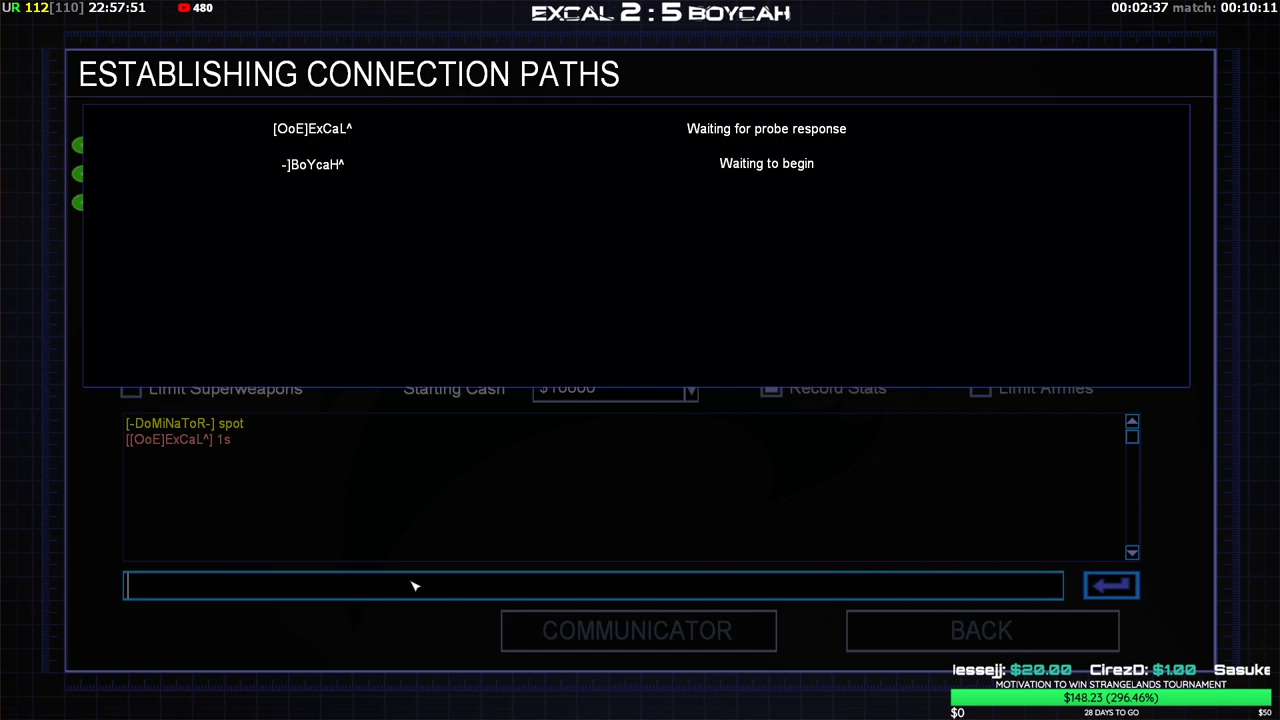 UR 112[110] 22:57:51 480
EXCAL 2 : 5 BOYCAH
00:02:37 match: 00:10:11
ESTABLISHING CONNECTION PATHS
[OoE]ExCaL^ Waiting for probe response
-]BoYcaH^ Waiting to begin
Limit Superweapons Starting Cash $10000 Record Stats Limit Armies
[-DoMiNaToR-] spot
[[OoE]ExCaL^] 1s
COMMUNICATOR BACK
lessejj: $20.00 CirezD: $1.00 Sasuke
MOTIVATION TO WIN STRANGELANDS TOURNAMENT
$148.23 (296.46%)
$0 28 DAYS TO GO $50